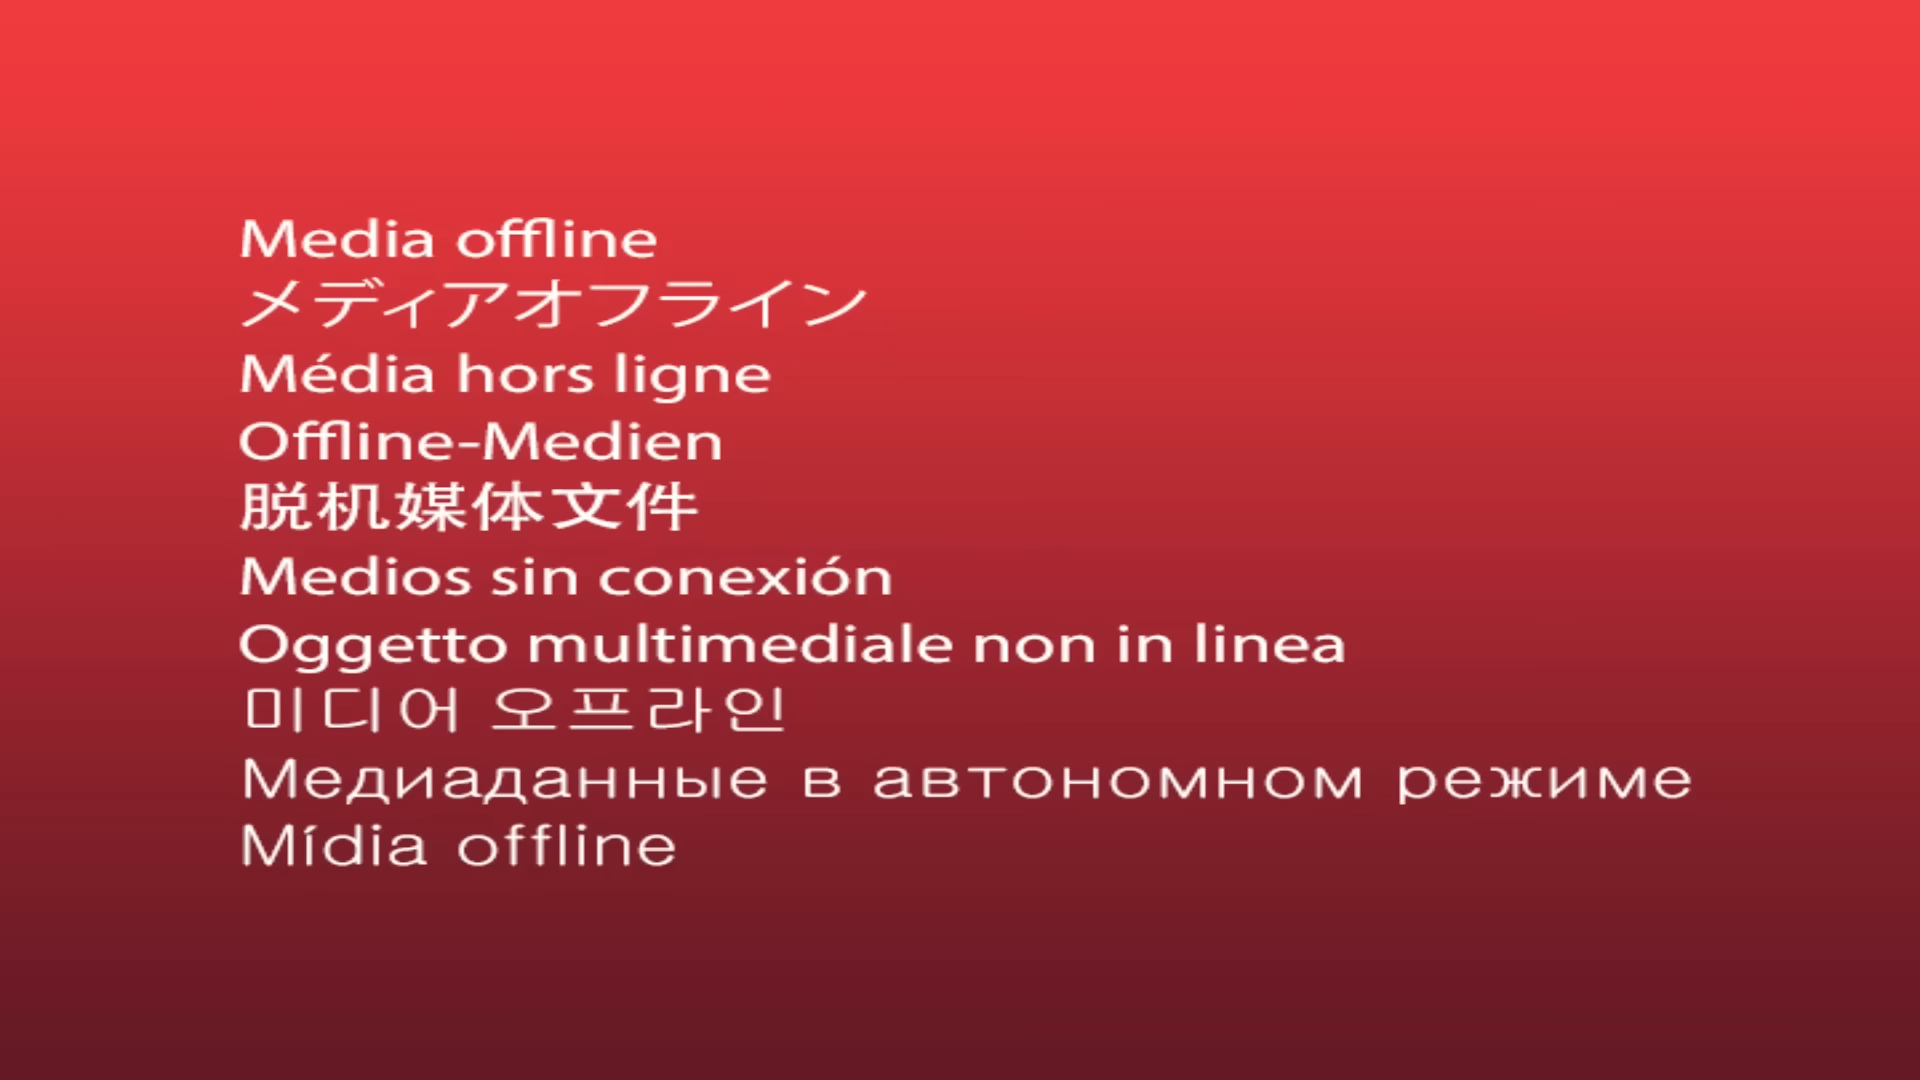 Media offline
メディアオフライン
Média hors ligne
Offline-Medien
脱机媒体文件
Medios sin conexión
Oggetto multimediale non in linea
미디어 오프라인
Медиаданные в автономном режиме
Mídia offline